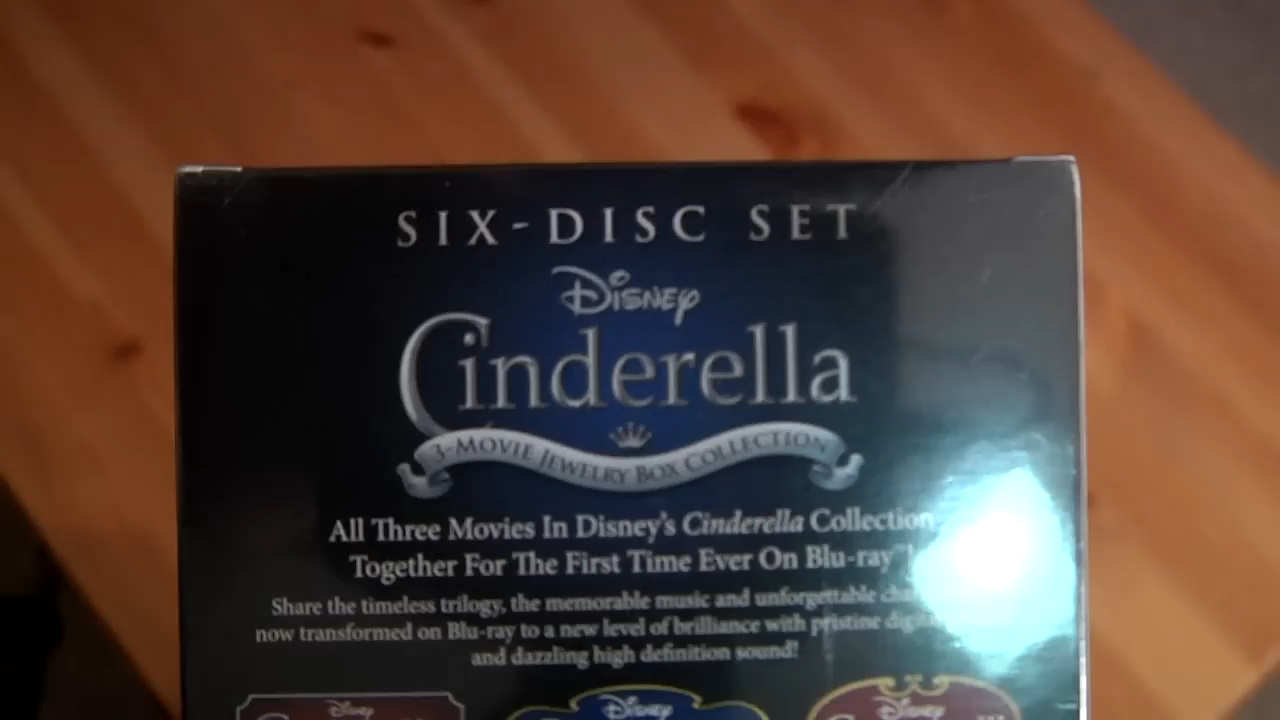 SIX-DISC SET
Disney
Cinderella
3-MOVIE JEWELRY BOX COLLECTION
All Three Movies In Disney's Cinderella Collection
Together For The First Time Ever On Blu-ray™!
Share the timeless trilogy, the memorable music and unforgettable
now transformed on Blu-ray to a new level of brilliance with pristine
and dazzling high definition sound!
Disney Disney Disney